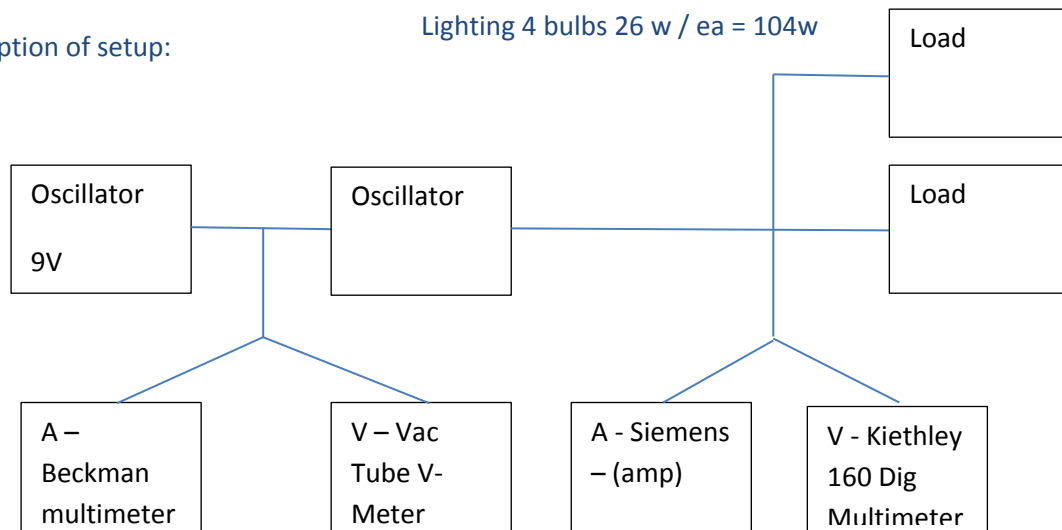 Lighting 4 bulbs 26 w / ea = 104w
ption of setup:
Load
Oscillator
9V
Oscillator
Load
A –
Beckman
multimeter
V – Vac
Tube V-
Meter
A - Siemens
– (amp)
V - Kiethley
160 Dig
Multimeter